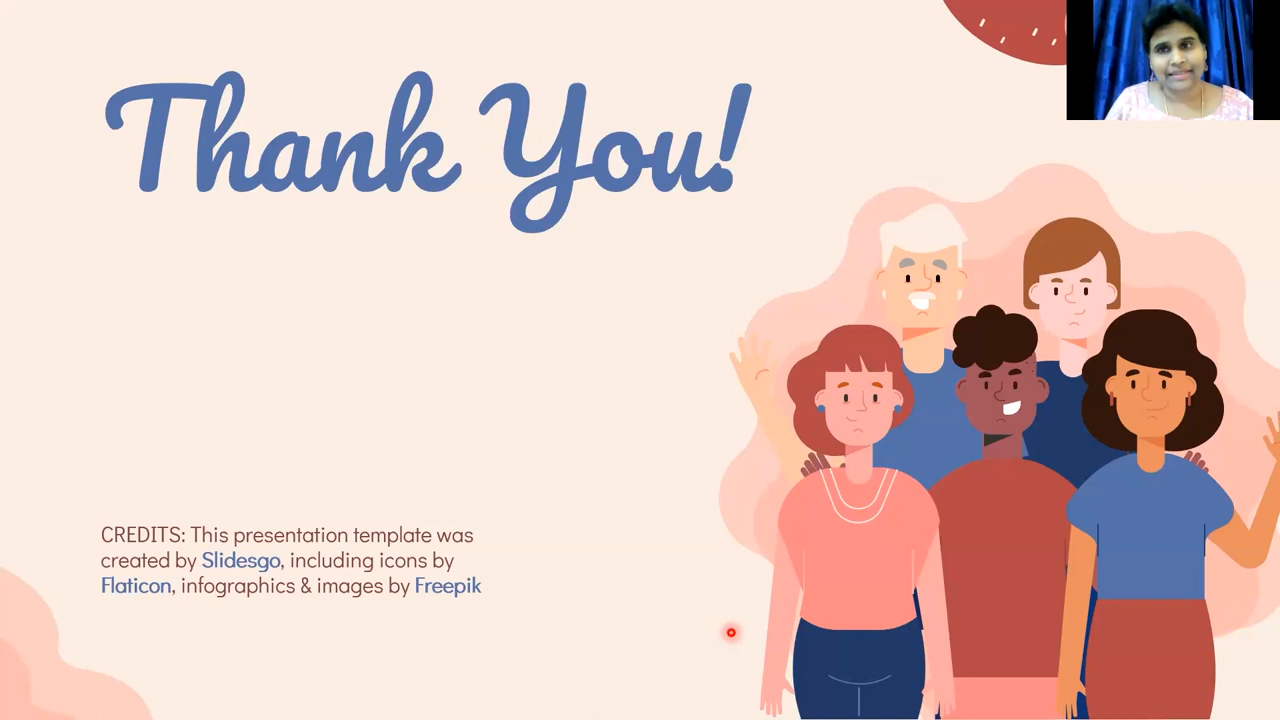 Thank You!
CREDITS: This presentation template was
created by Slidesgo, including icons by
Flaticon, infographics & images by Freepik